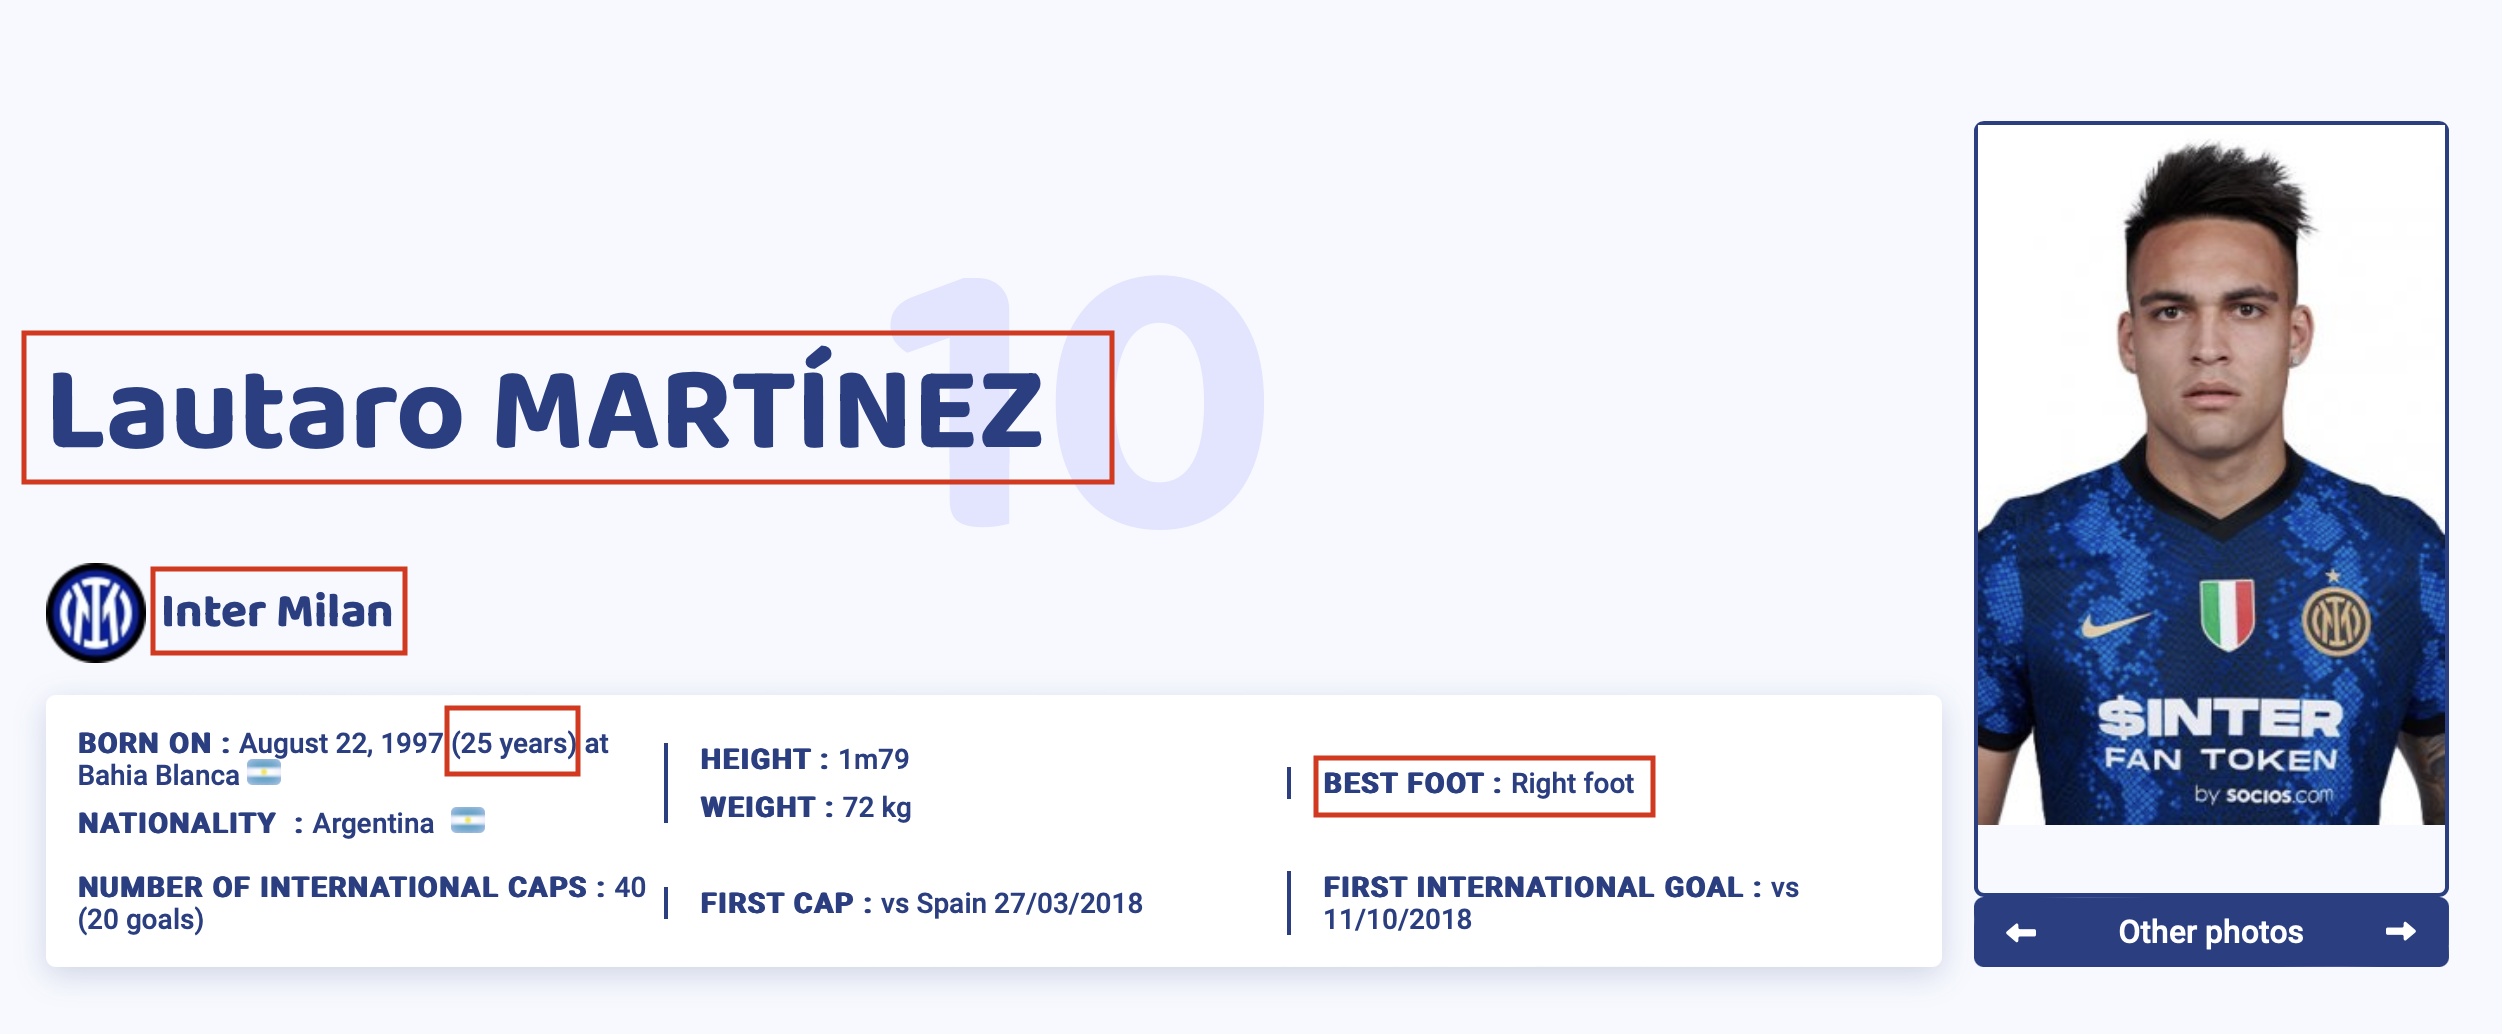 10
Lautaro MARTÍNEZ
Inter Milan
BORN ON : August 22, 1997 (25 years) at
Bahia Blanca
NATIONALITY : Argentina
NUMBER OF INTERNATIONAL CAPS : 40
(20 goals)
HEIGHT : 1m79
WEIGHT : 72 kg
FIRST CAP : vs Spain 27/03/2018
BEST FOOT : Right foot
FIRST INTERNATIONAL GOAL : vs
11/10/2018
$INTER
FAN TOKEN
by socios.com
Other photos